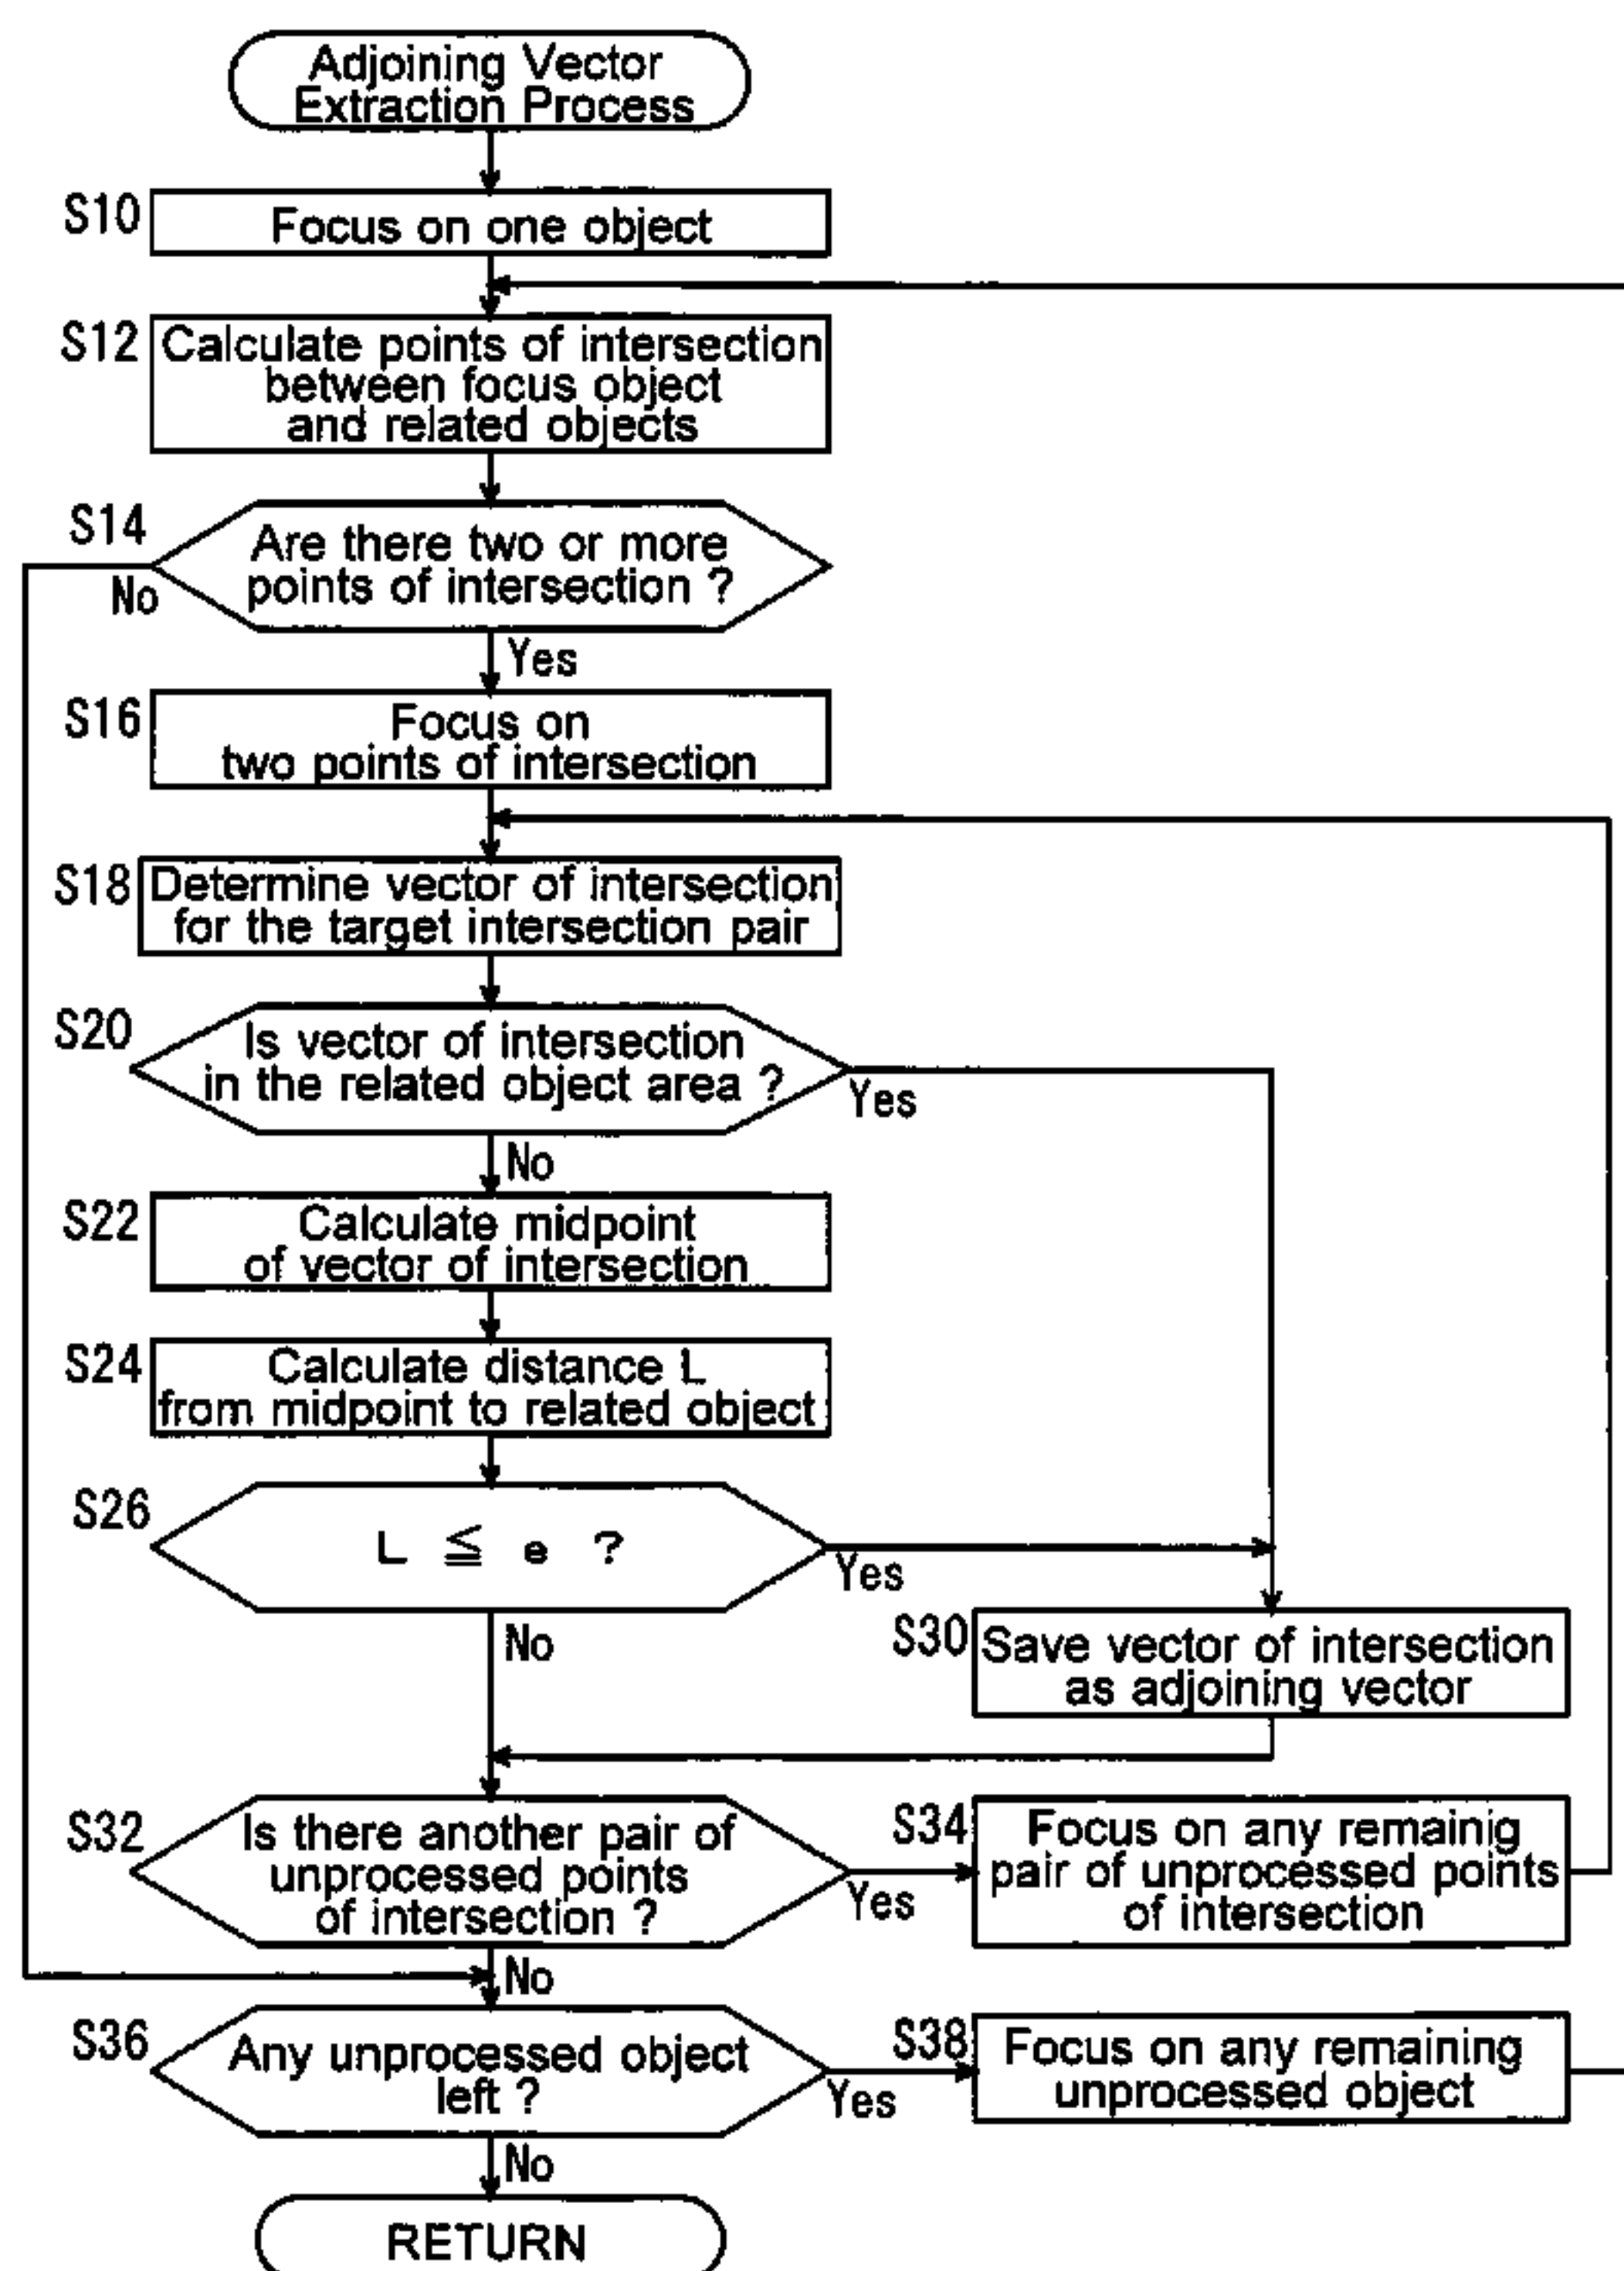 Adjoining Vector
Extraction Process
S10
Focus on one object
S12
Calculate points of intersection
between focus object
and related objects
S14
Are there two or more
points of intersection ?
No
Yes
S16
Focus on
two points of intersection
S18
Determine vector of intersection
for the target intersection pair
S20
Is vector of intersection
in the related object area ?
Yes
No
S22
Calculate midpoint
of vector of intersection
S24
Calculate distance L
from midpoint to related object
S26
L ≦ e ?
Yes
No
S30
Save vector of intersection
as adjoining vector
S32
Is there another pair of
unprocessed points
of intersection ?
Yes
S34
Focus on any remainig
pair of unprocessed points
of intersection
No
S36
Any unprocessed object
left ?
Yes
S38
Focus on any remaining
unprocessed object
No
RETURN